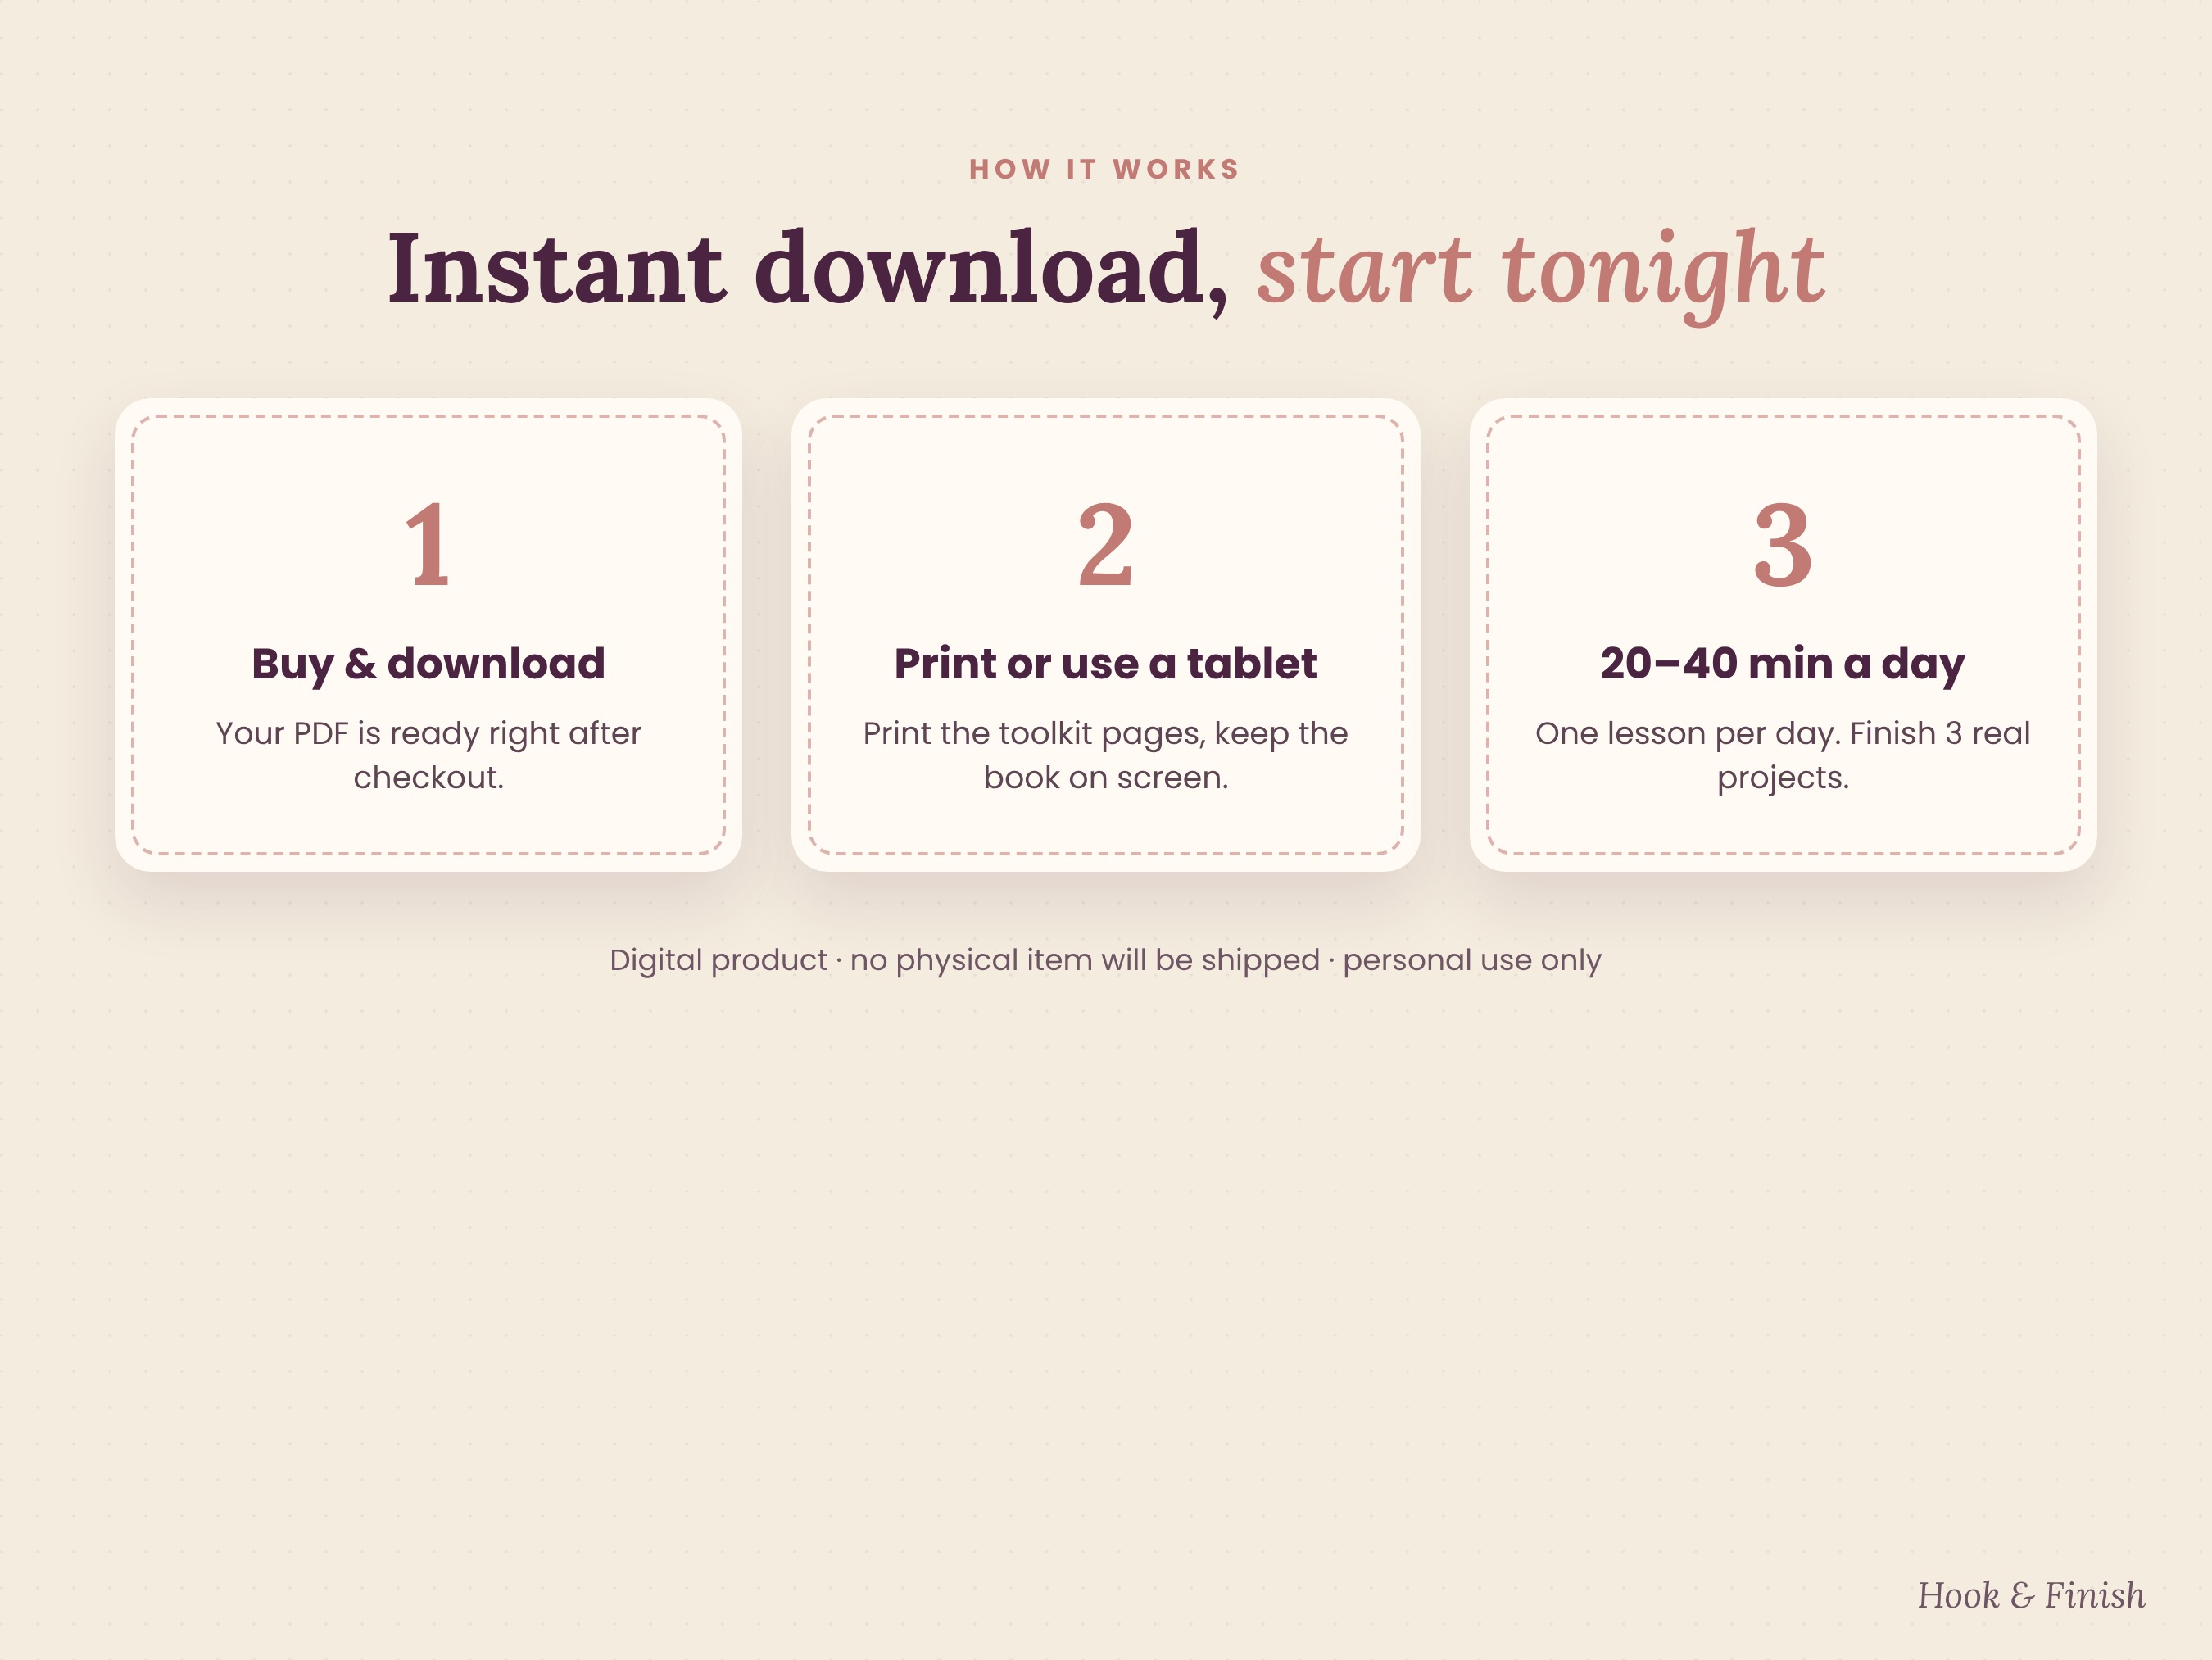 HOW IT WORKS
Instant download, start tonight
1
Buy & download
Your PDF is ready right after
checkout.
2
Print or use a tablet
Print the toolkit pages, keep the
book on screen.
3
20–40 min a day
One lesson per day. Finish 3 real
projects.
Digital product · no physical item will be shipped · personal use only
Hook & Finish